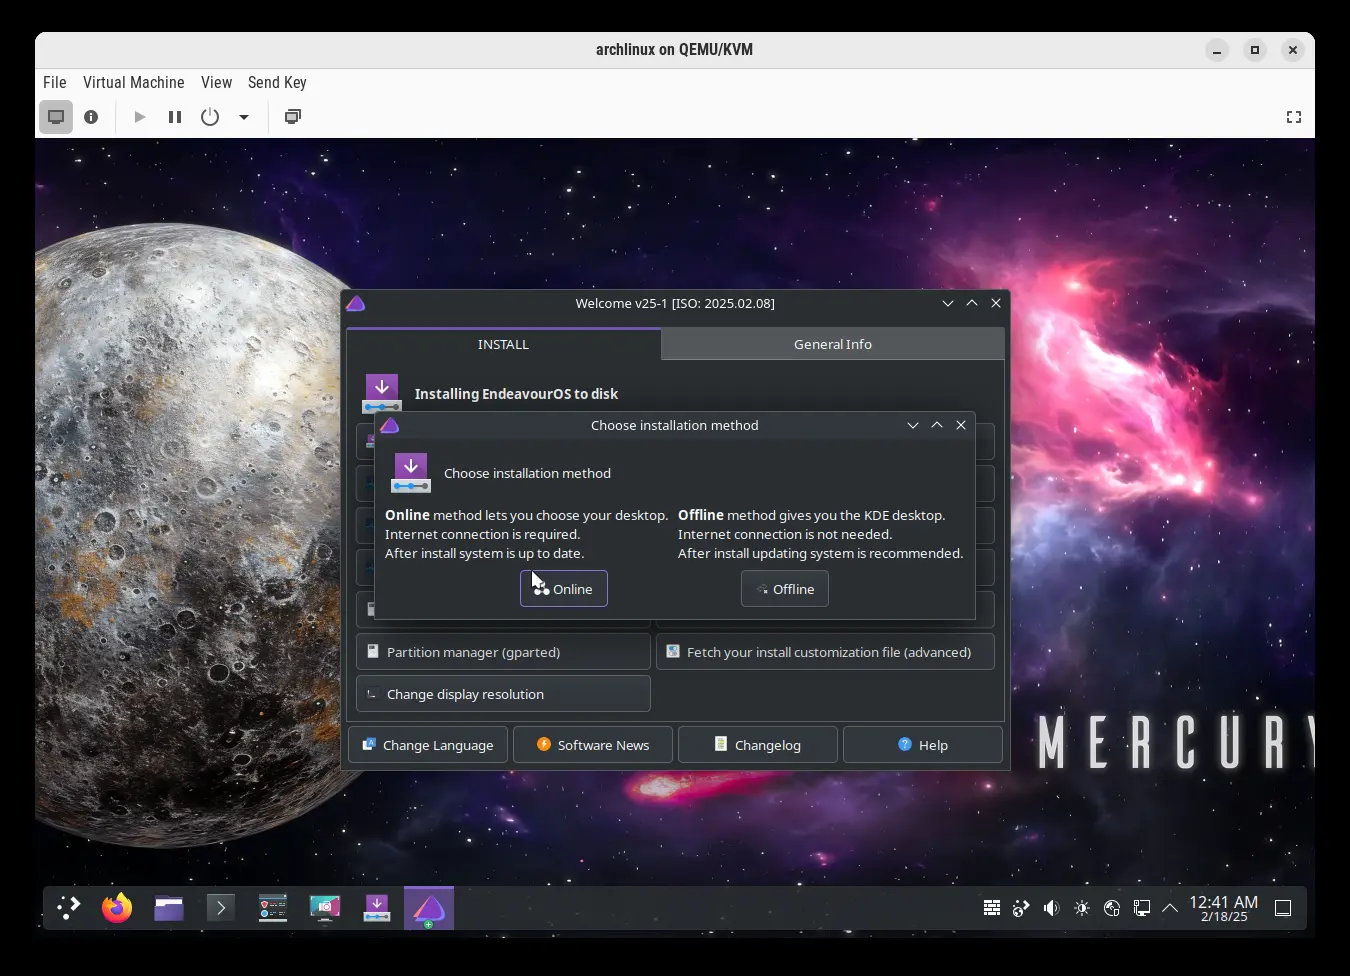 archlinux on QEMU/KVM
File Virtual Machine View Send Key
Welcome v25-1 [ISO: 2025.02.08]
INSTALL General Info
Installing EndeavourOS to disk
Choose installation method
Choose installation method
Online method lets you choose your desktop.
Internet connection is required.
After install system is up to date.
Offline method gives you the KDE desktop.
Internet connection is not needed.
After install updating system is recommended.
Online Offline
Partition manager (gparted) Fetch your install customization file (advanced)
Change display resolution
Change Language Software News Changelog Help
MERCURY
12:41 AM
2/18/25